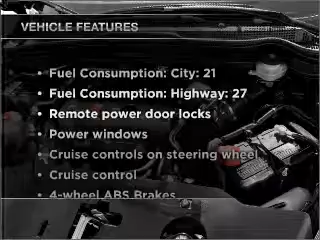 VEHICLE FEATURES
• Fuel Consumption: City: 21
• Fuel Consumption: Highway: 27
• Remote power door locks
• Power windows
• Cruise controls on steering wheel
• Cruise control
• 4-wheel ABS Brakes